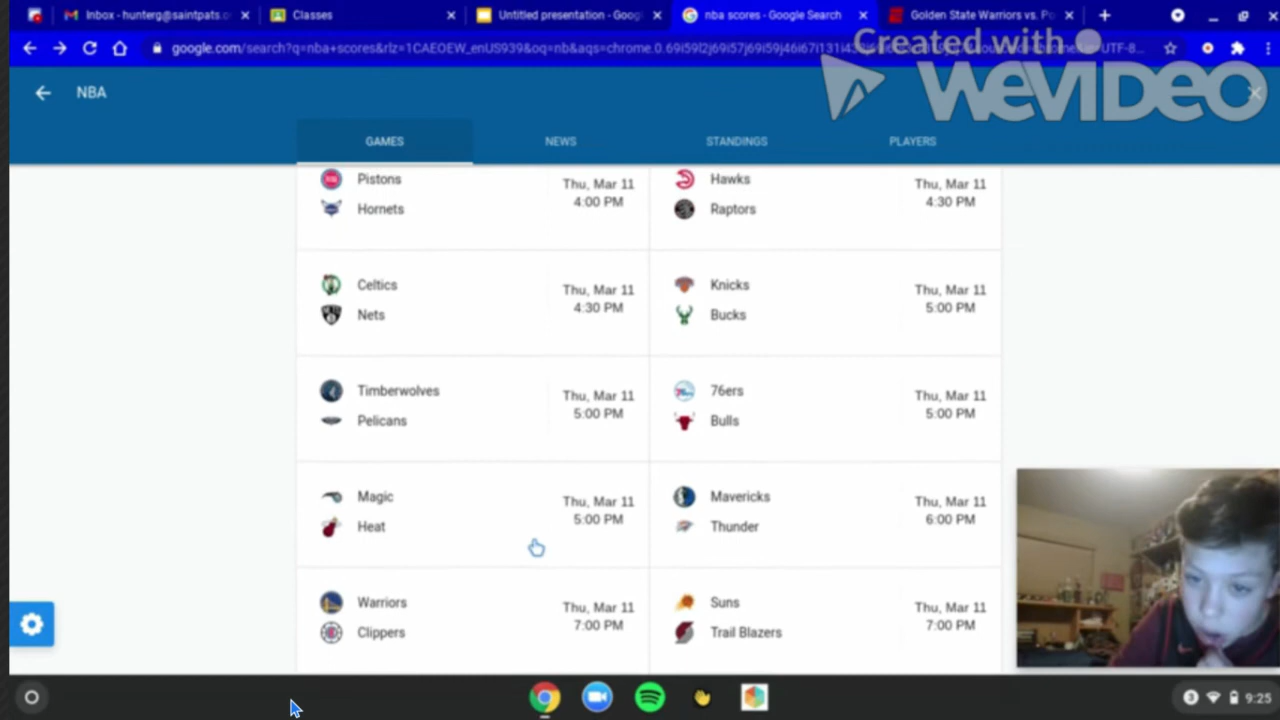 Inbox - hunterg@saintpats.o
Classes
Untitled presentation - Goog
nba scores - Google Search
Golden State Warriors vs. Po
Created with
WeVIDEO
NBA
GAMES
NEWS
STANDINGS
PLAYERS
Pistons
Hornets
Thu, Mar 11
4:00 PM
Hawks
Raptors
Thu, Mar 11
4:30 PM
Celtics
Nets
Thu, Mar 11
4:30 PM
Knicks
Bucks
Thu, Mar 11
5:00 PM
Timberwolves
Pelicans
Thu, Mar 11
5:00 PM
76ers
Bulls
Thu, Mar 11
5:00 PM
Magic
Heat
Thu, Mar 11
5:00 PM
Mavericks
Thunder
Thu, Mar 11
6:00 PM
Warriors
Clippers
Thu, Mar 11
7:00 PM
Suns
Trail Blazers
Thu, Mar 11
7:00 PM
9:25